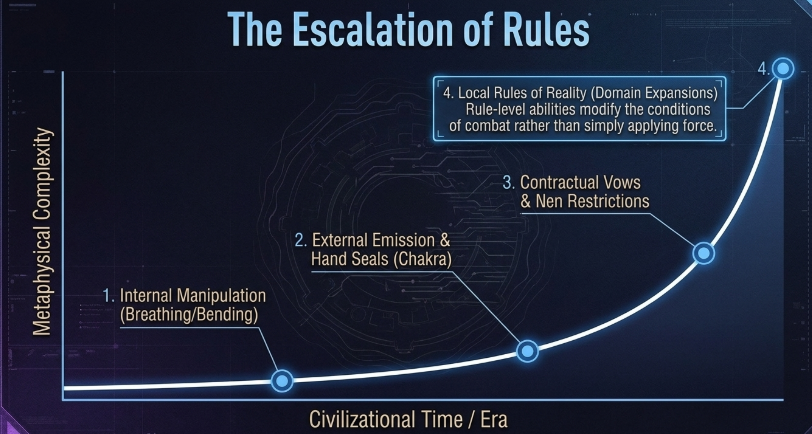 The Escalation of Rules
4.
4. Local Rules of Reality (Domain Expansions)
Rule-level abilities modify the conditions
of combat rather than simply applying force.
3. Contractual Vows
& Nen Restrictions
2. External Emission &
Hand Seals (Chakra)
1. Internal Manipulation
(Breathing/Bending)
Metaphysical Complexity
Civilizational Time / Era